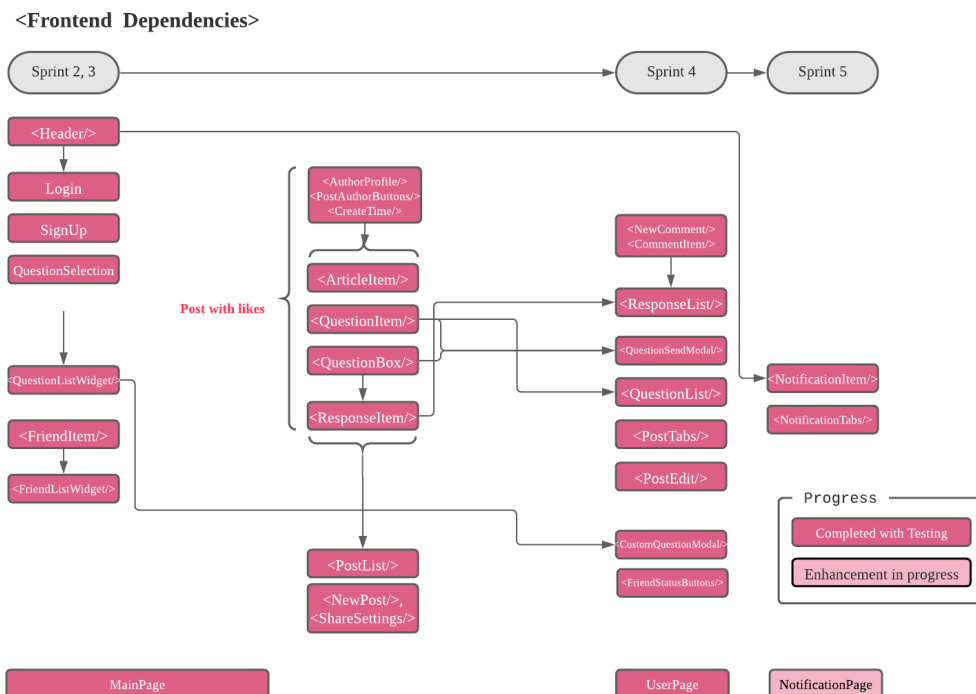 <Frontend Dependencies>
Sprint 2, 3
Sprint 4
Sprint 5
<Header/>
Login
SignUp
QuestionSelection
<QuestionListWidget/>
<FriendItem/>
<FriendListWidget/>
Post with likes
<AuthorProfile/>
<PostAuthorButtons/>
<CreateTime/>
<ArticleItem/>
<QuestionItem/>
<QuestionBox/>
<ResponseItem/>
<PostList/>
<NewPost/>,
<ShareSettings/>
<NewComment/>
<CommentItem/>
<ResponseList/>
<QuestionSendModal/>
<QuestionList/>
<PostTabs/>
<PostEdit/>
<CustomQuestionModal/>
<FriendStatusButtons/>
<NotificationItem/>
<NotificationTabs/>
Progress
Completed with Testing
Enhancement in progress
MainPage
UserPage
NotificationPage